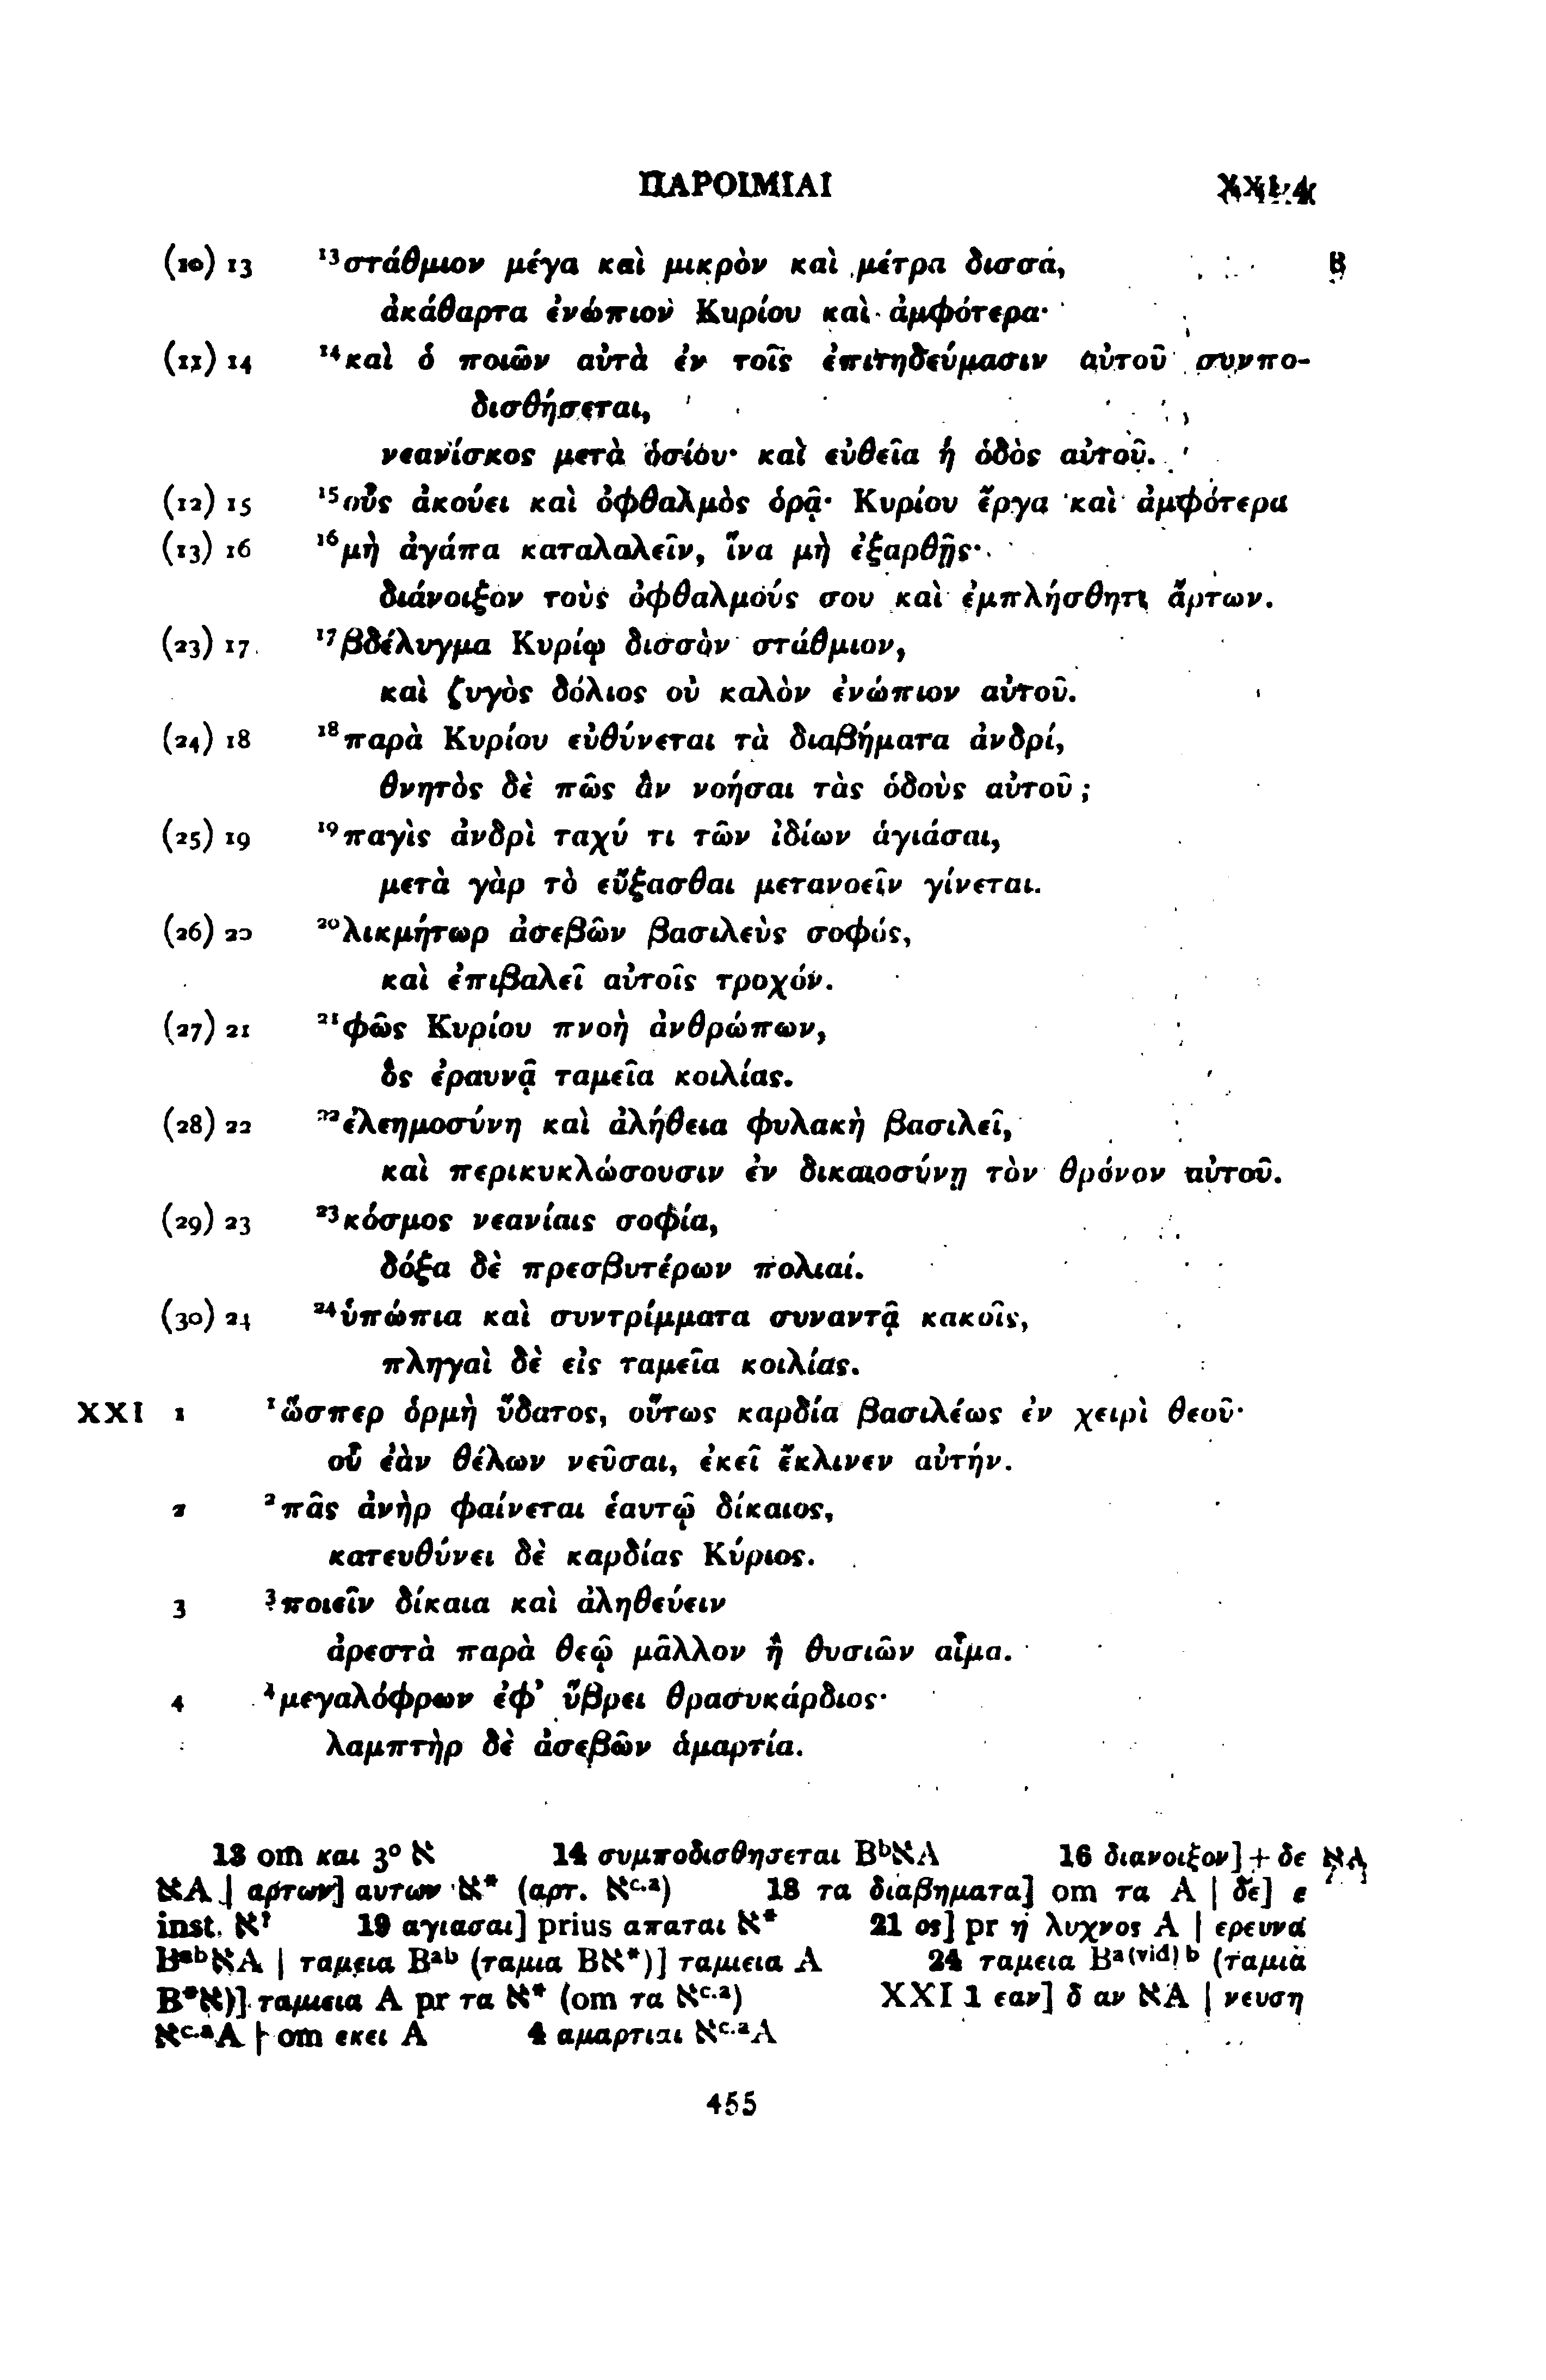 ΠΑΡΟΙΜΙΑΙ XXI 4
(10) 13 ¹³στάθμιον μέγα καὶ μικρὸν καὶ μέτρα δισσά, B
ἀκάθαρτα ἐνώπιον Κυρίου καὶ ἀμφότερα·
(11) 14 ¹⁴καὶ ὁ ποιῶν αὐτὰ ἐν τοῖς ἐπιτηδεύμασιν αὐτοῦ συνπο-
δισθήσεται,
νεανίσκος μετὰ ὁσίου· καὶ εὐθεῖα ἡ ὁδὸς αὐτοῦ.
(12) 15 ¹⁵οὖς ἀκούει καὶ ὀφθαλμὸς ὁρᾷ· Κυρίου ἔργα καὶ ἀμφότερα
(13) 16 ¹⁶μὴ ἀγάπα καταλαλεῖν, ἵνα μὴ ἐξαρθῇς·
διάνοιξον τοὺς ὀφθαλμούς σου καὶ ἐμπλήσθητι ἄρτων.
(23) 17 ¹⁷βδέλυγμα Κυρίῳ δισσὸν στάθμιον,
καὶ ζυγὸς δόλιος οὐ καλὸν ἐνώπιον αὐτοῦ.
(24) 18 ¹⁸παρὰ Κυρίου εὐθύνεται τὰ διαβήματα ἀνδρί,
θνητὸς δὲ πῶς ἂν νοήσαι τὰς ὁδοὺς αὐτοῦ;
(25) 19 ¹⁹παγὶς ἀνδρὶ ταχύ τι τῶν ἰδίων ἁγιάσαι,
μετὰ γὰρ τὸ εὔξασθαι μετανοεῖν γίνεται.
(26) 20 ²⁰λικμήτωρ ἀσεβῶν βασιλεὺς σοφός,
καὶ ἐπιβαλεῖ αὐτοῖς τροχόν.
(27) 21 ²¹φῶς Κυρίου πνοὴ ἀνθρώπων,
ὃς ἐραυνᾷ ταμεῖα κοιλίας.
(28) 22 ²²ἐλεημοσύνη καὶ ἀλήθεια φυλακὴ βασιλεῖ,
καὶ περικυκλώσουσιν ἐν δικαιοσύνῃ τὸν θρόνον αὐτοῦ.
(29) 23 ²³κόσμος νεανίαις σοφία,
δόξα δὲ πρεσβυτέρων πολιαί.
(30) 24 ²⁴ὑπώπια καὶ συντρίμματα συναντᾷ κακοῖς,
πληγαὶ δὲ εἰς ταμεῖα κοιλίας.
XXI 1 ¹ὥσπερ ὁρμὴ ὕδατος, οὕτως καρδία βασιλέως ἐν χειρὶ θεοῦ·
οὗ ἐὰν θέλων νεῦσαι, ἐκεῖ ἔκλινεν αὐτήν.
2 ²πᾶς ἀνὴρ φαίνεται ἑαυτῷ δίκαιος,
κατευθύνει δὲ καρδίας Κύριος.
3 ³ποιεῖν δίκαια καὶ ἀληθεύειν
ἀρεστὰ παρὰ θεῷ μᾶλλον ἢ θυσιῶν αἷμα.
4 ⁴μεγαλόφρων ἐφ’ ὕβρει θρασυκάρδιος·
λαμπτὴρ δὲ ἀσεβῶν ἁμαρτία.
13 om και 3° א 14 συμποδισθησεται Bᵇ אA 16 διανοιξον] + δε אA
אA | αρτων] αυτων א* (αρτ. אᶜ·ᵃ) 18 τα διαβηματα] om τα A | δε] ε
inst. א? 19 αγιασαι] prius απαται א* 21 ος] pr η λυχνος A | ερευνα
Bᵃᵇ אA | ταμεια Bᵃᵇ (ταμια Bא*)] ταμιεια A 24 ταμεια Bᵃ⁽ᵛⁱᵈ⁾ᵇ (ταμια
B*א)] ταμιεια A pr τα א* (om τα אᶜ·ᵃ) XXI 1 εαν] δ αν אA | νευση
אᶜ·ᵃA | om εκει A 4 αμαρτιαι אᶜ·ᵃA
455